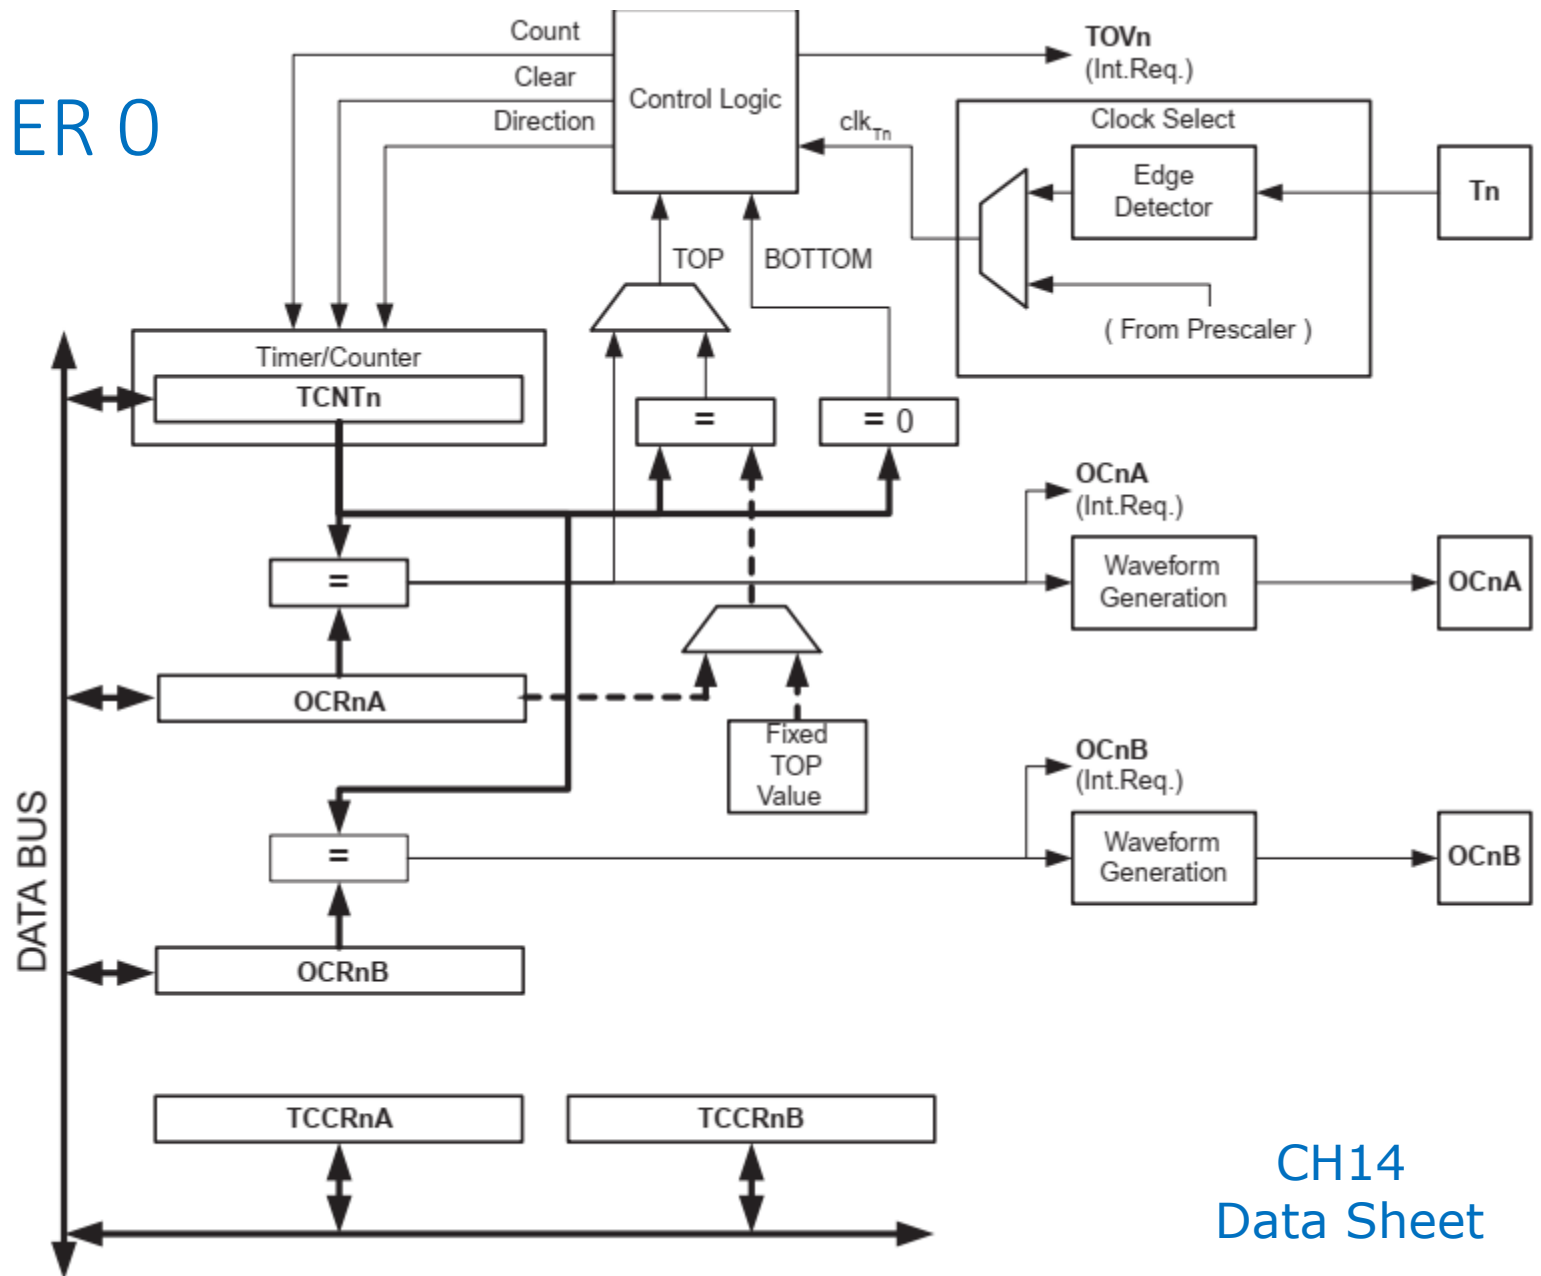 Count
Clear
Direction
Control Logic
TOVn
(Int.Req.)
ER 0
clkTn
Clock Select
Edge
Detector
Tn
TOP
BOTTOM
( From Prescaler )
Timer/Counter
TCNTn
=
= 0
OCnA
(Int.Req.)
=
Waveform
Generation
OCnA
OCRnA
Fixed
TOP
Value
OCnB
(Int.Req.)
=
Waveform
Generation
OCnB
DATA BUS
OCRnB
TCCRnA
TCCRnB
CH14
Data Sheet